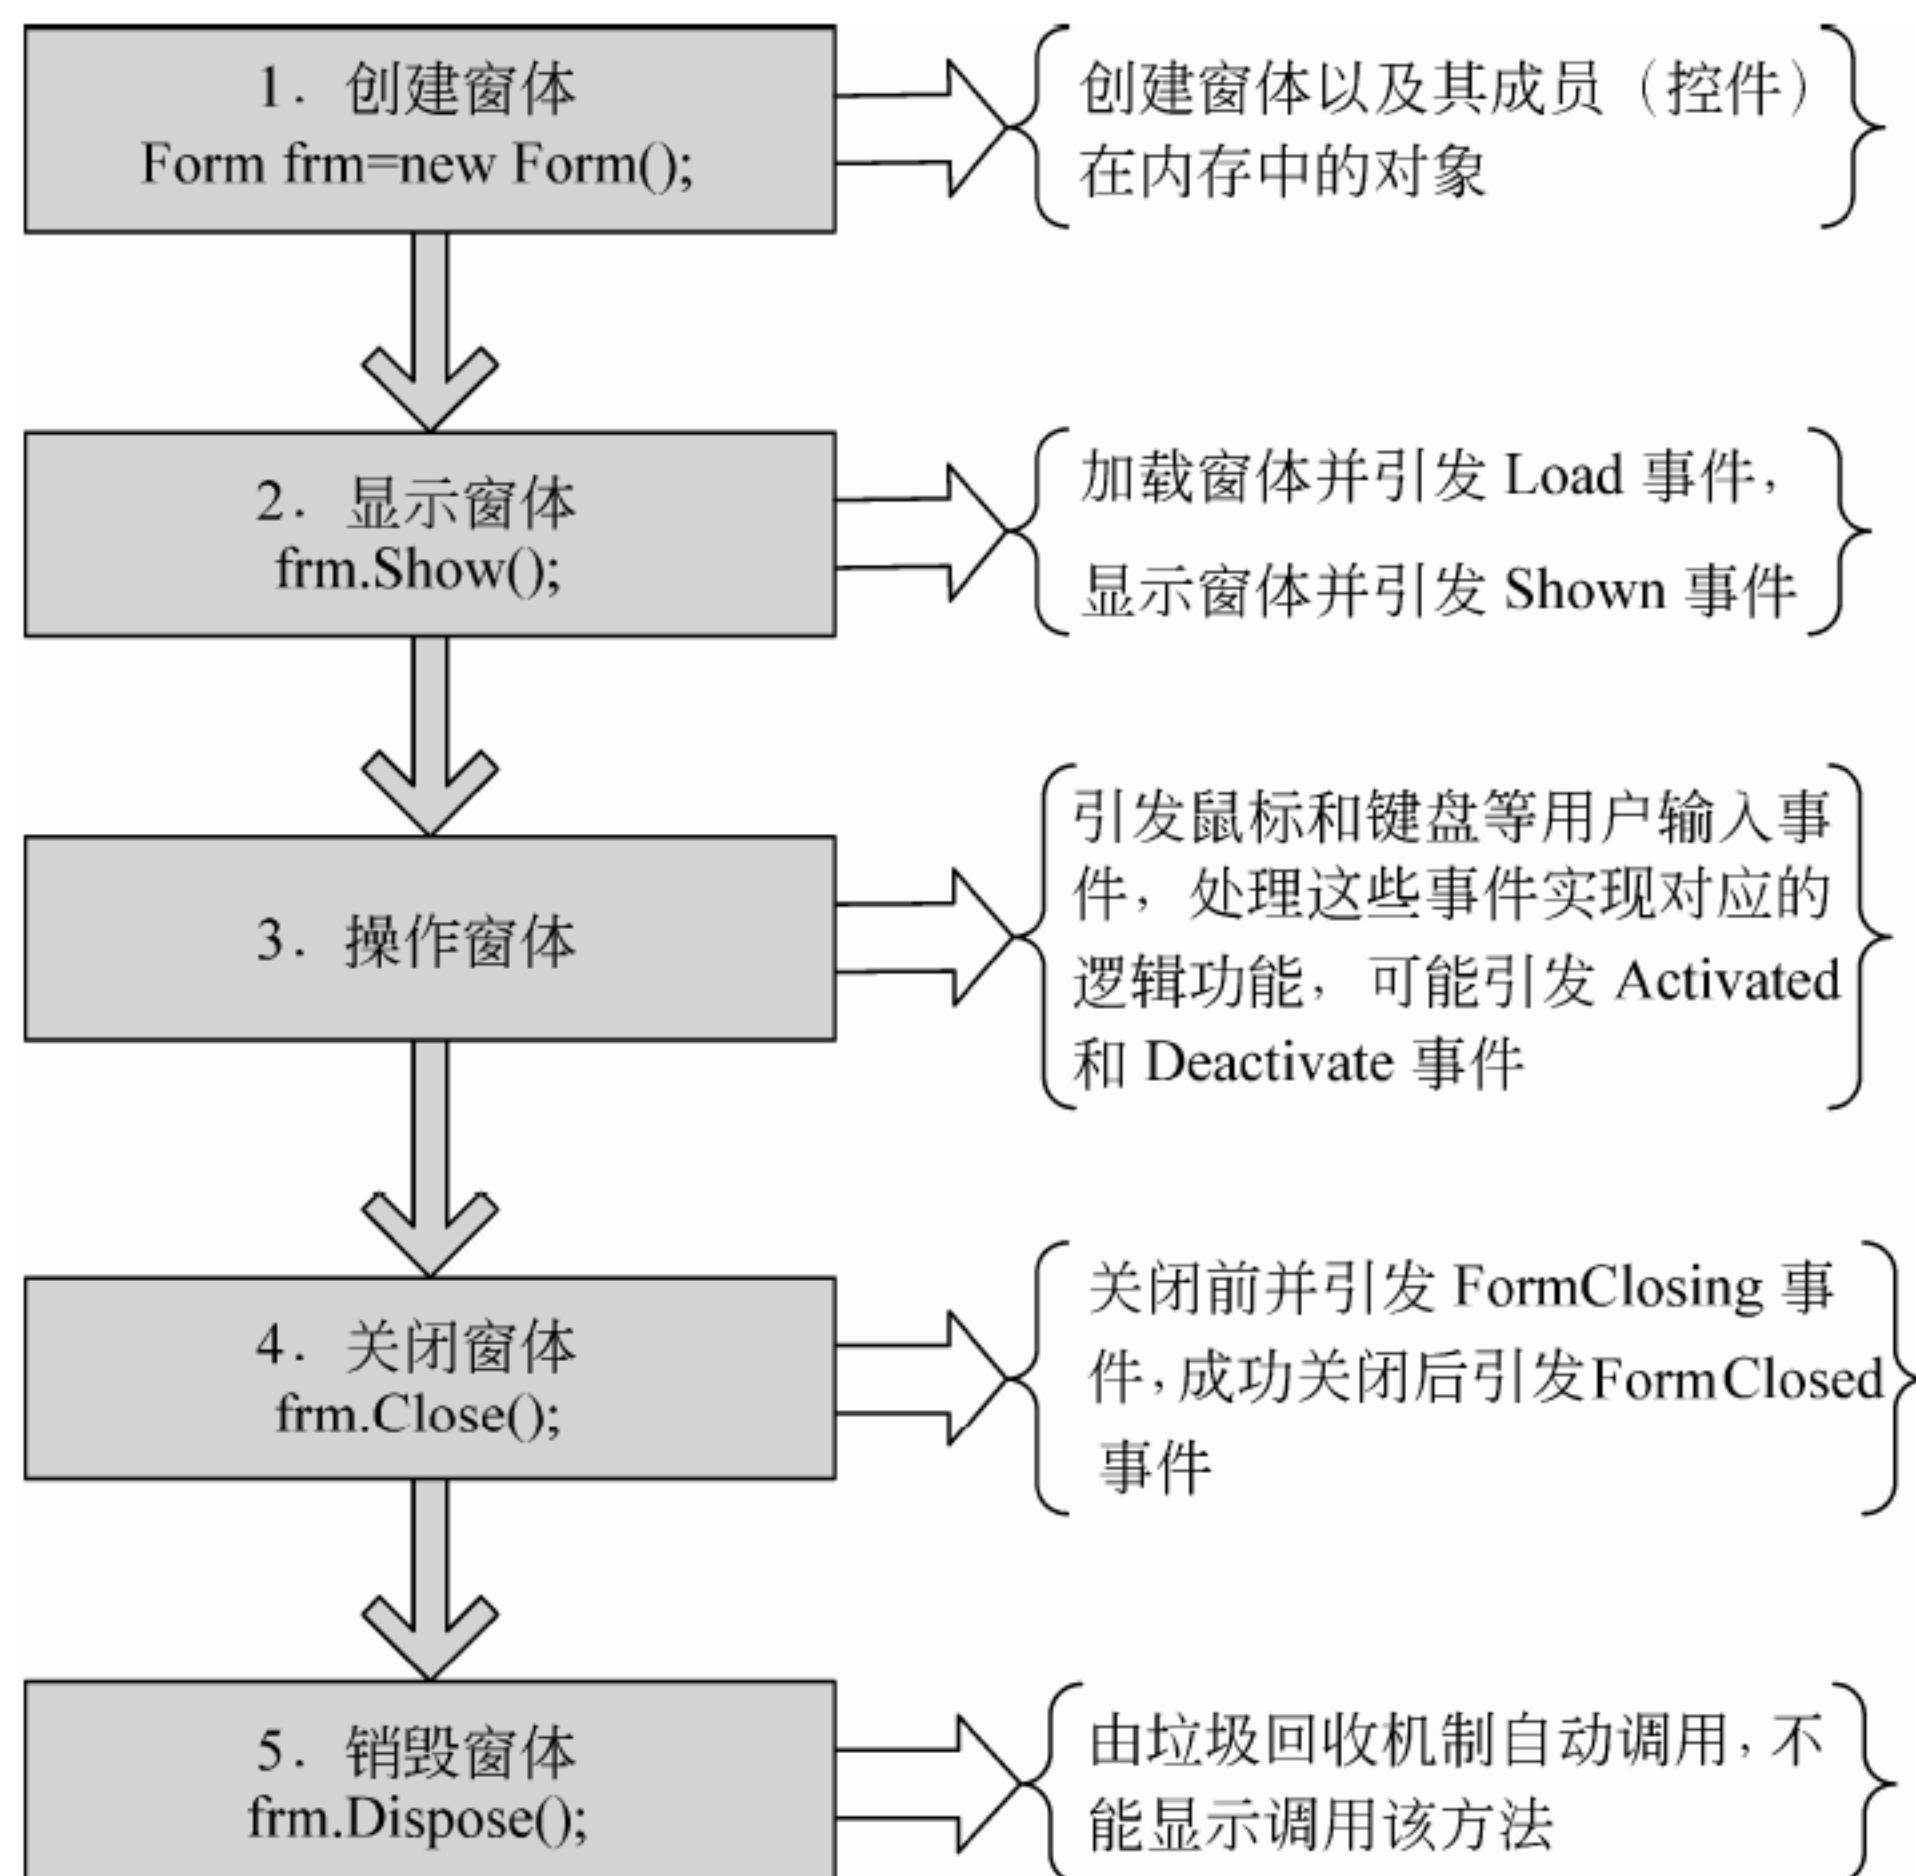 1. 创建窗体
Form frm=new Form();
创建窗体以及其成员（控件）
在内存中的对象
2. 显示窗体
frm.Show();
加载窗体并引发 Load 事件，
显示窗体并引发 Shown 事件
3. 操作窗体
引发鼠标和键盘等用户输入事
件，处理这些事件实现对应的
逻辑功能，可能引发 Activated
和 Deactivate 事件
4. 关闭窗体
frm.Close();
关闭前并引发 FormClosing 事
件，成功关闭后引发FormClosed
事件
5. 销毁窗体
frm.Dispose();
由垃圾回收机制自动调用，不
能显示调用该方法